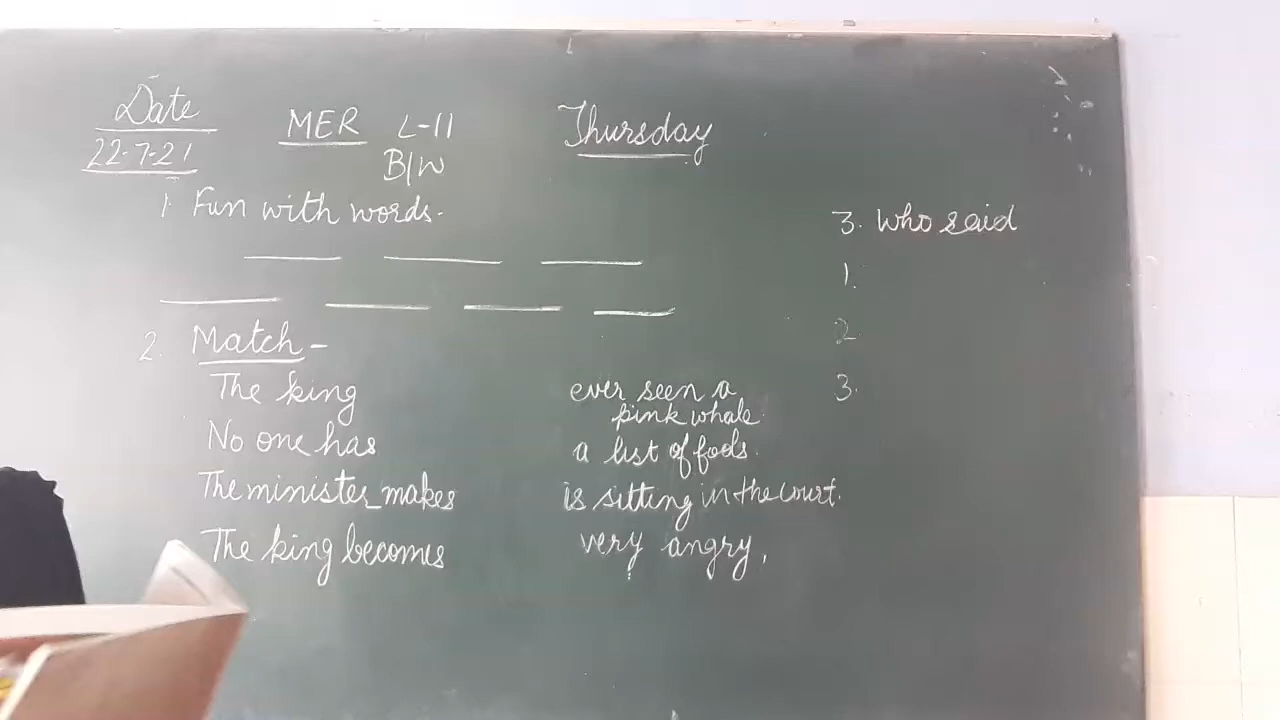 Date MER L-11 Thursday
22-7-21 B/W
1. Fun with words.
2. Match -
The king ever seen a
pink whale.
No one has a list of fools.
The minister_makes is sitting in the court.
The king becomes very angry,
3. Who said
1.
2
3.